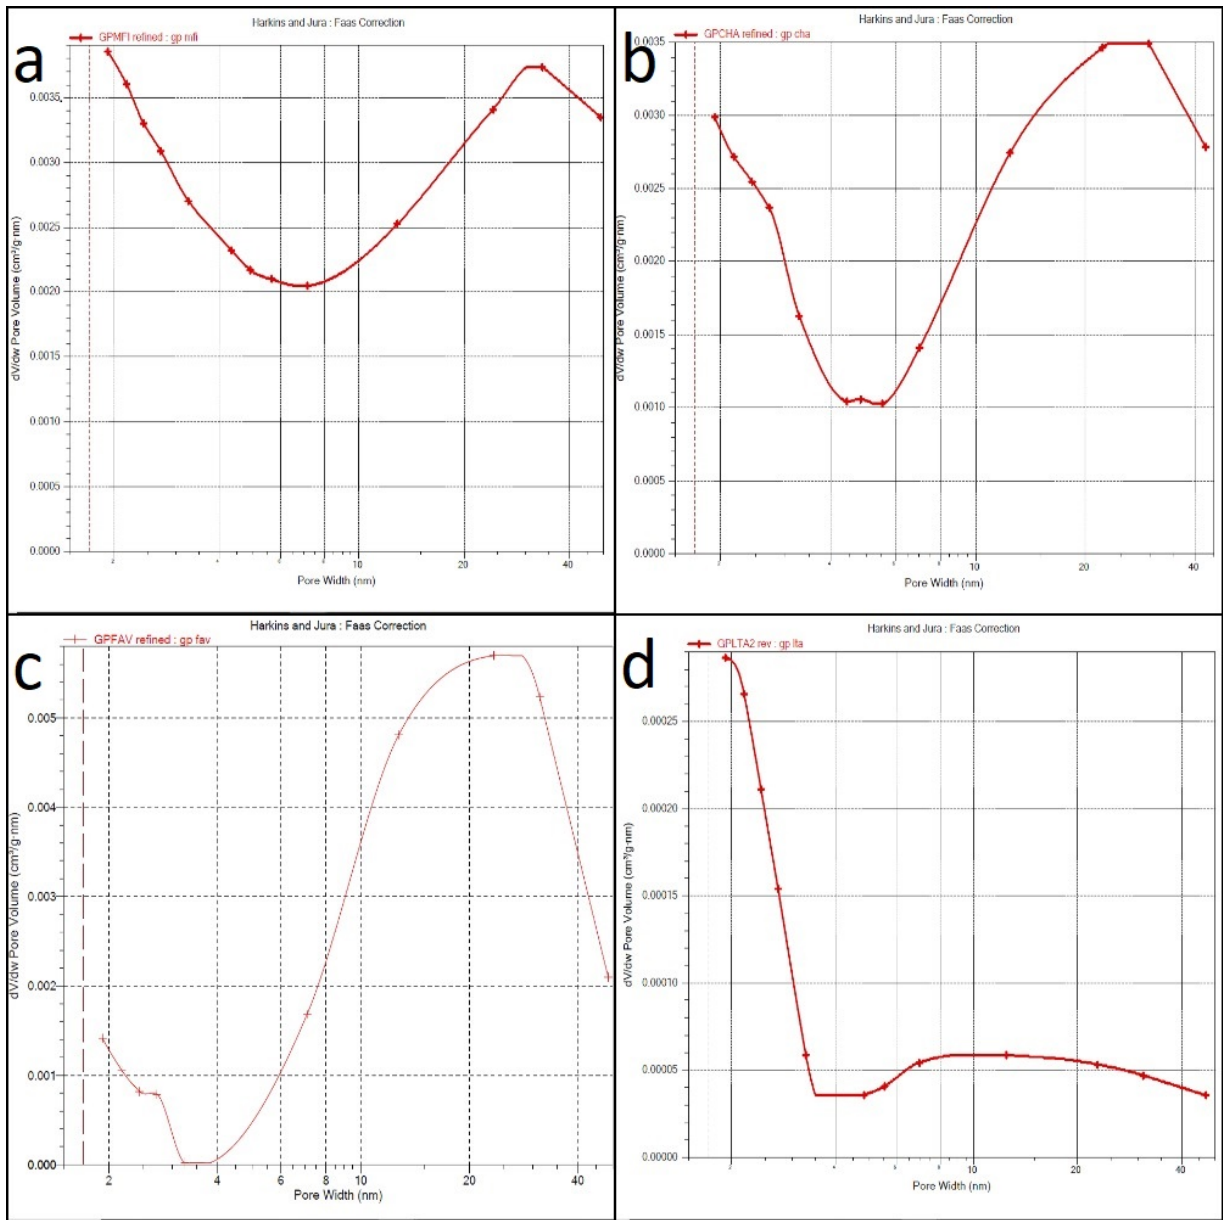 a
Harkins and Jura : Faas Correction
GPMFI refined : gp mfi
dV/dw Pore Volume (cm³/g·nm)
0.0035
0.0030
0.0025
0.0020
0.0015
0.0010
0.0005
0.0000
2 4 6 8 10 20 40
Pore Width (nm)
b
Harkins and Jura : Faas Correction
GPCHA refined : gp cha
dV/dw Pore Volume (cm³/g·nm)
0.0035
0.0030
0.0025
0.0020
0.0015
0.0010
0.0005
0.0000
10 20 40
Pore Width (nm)
c
Harkins and Jura : Faas Correction
GPFAV refined : gp fav
dV/dw Pore Volume (cm³/g·nm)
0.005
0.004
0.003
0.002
0.001
0.000
2 4 6 8 10 20 40
Pore Width (nm)
d
Harkins and Jura : Faas Correction
GPLTA2 rev : gp lta
dV/dw Pore Volume (cm³/g·nm)
0.00025
0.00020
0.00015
0.00010
0.00005
0.00000
10 20 40
Pore Width (nm)